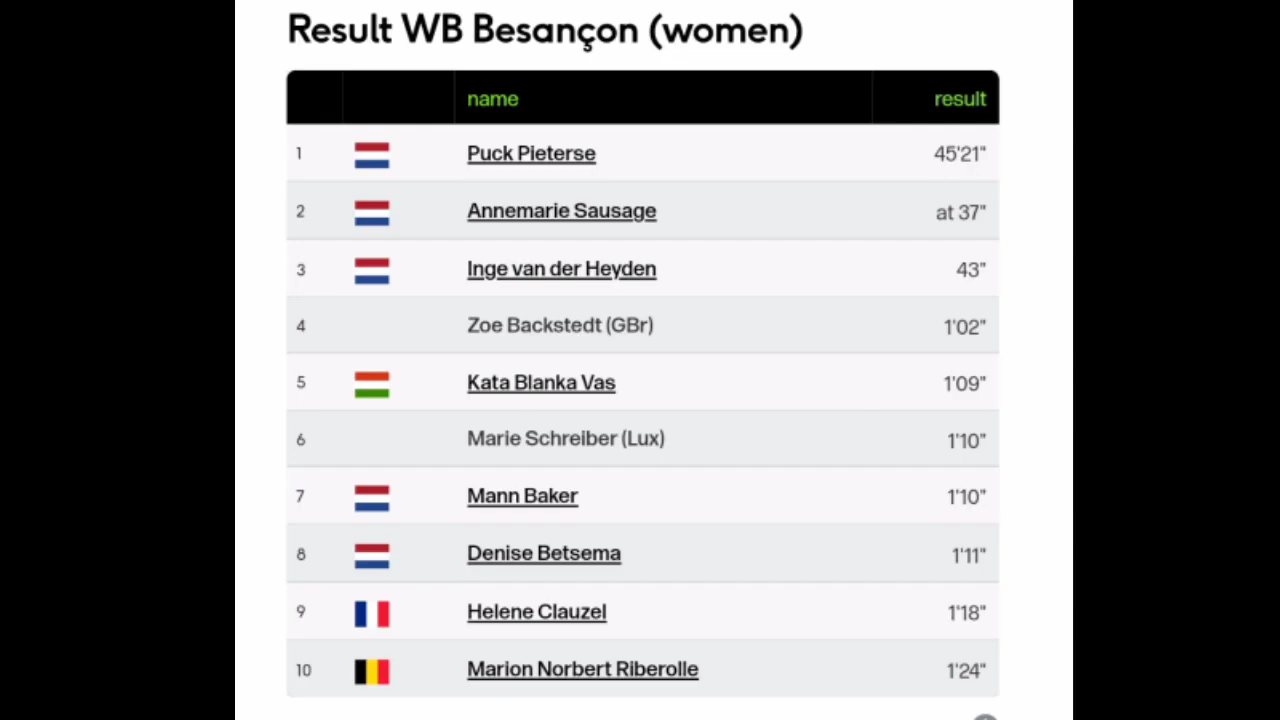 Result WB Besançon (women)
name result
1 Puck Pieterse 45'21"
2 Annemarie Sausage at 37"
3 Inge van der Heyden 43"
4 Zoe Backstedt (GBr) 1'02"
5 Kata Blanka Vas 1'09"
6 Marie Schreiber (Lux) 1'10"
7 Mann Baker 1'10"
8 Denise Betsema 1'11"
9 Helene Clauzel 1'18"
10 Marion Norbert Riberolle 1'24"